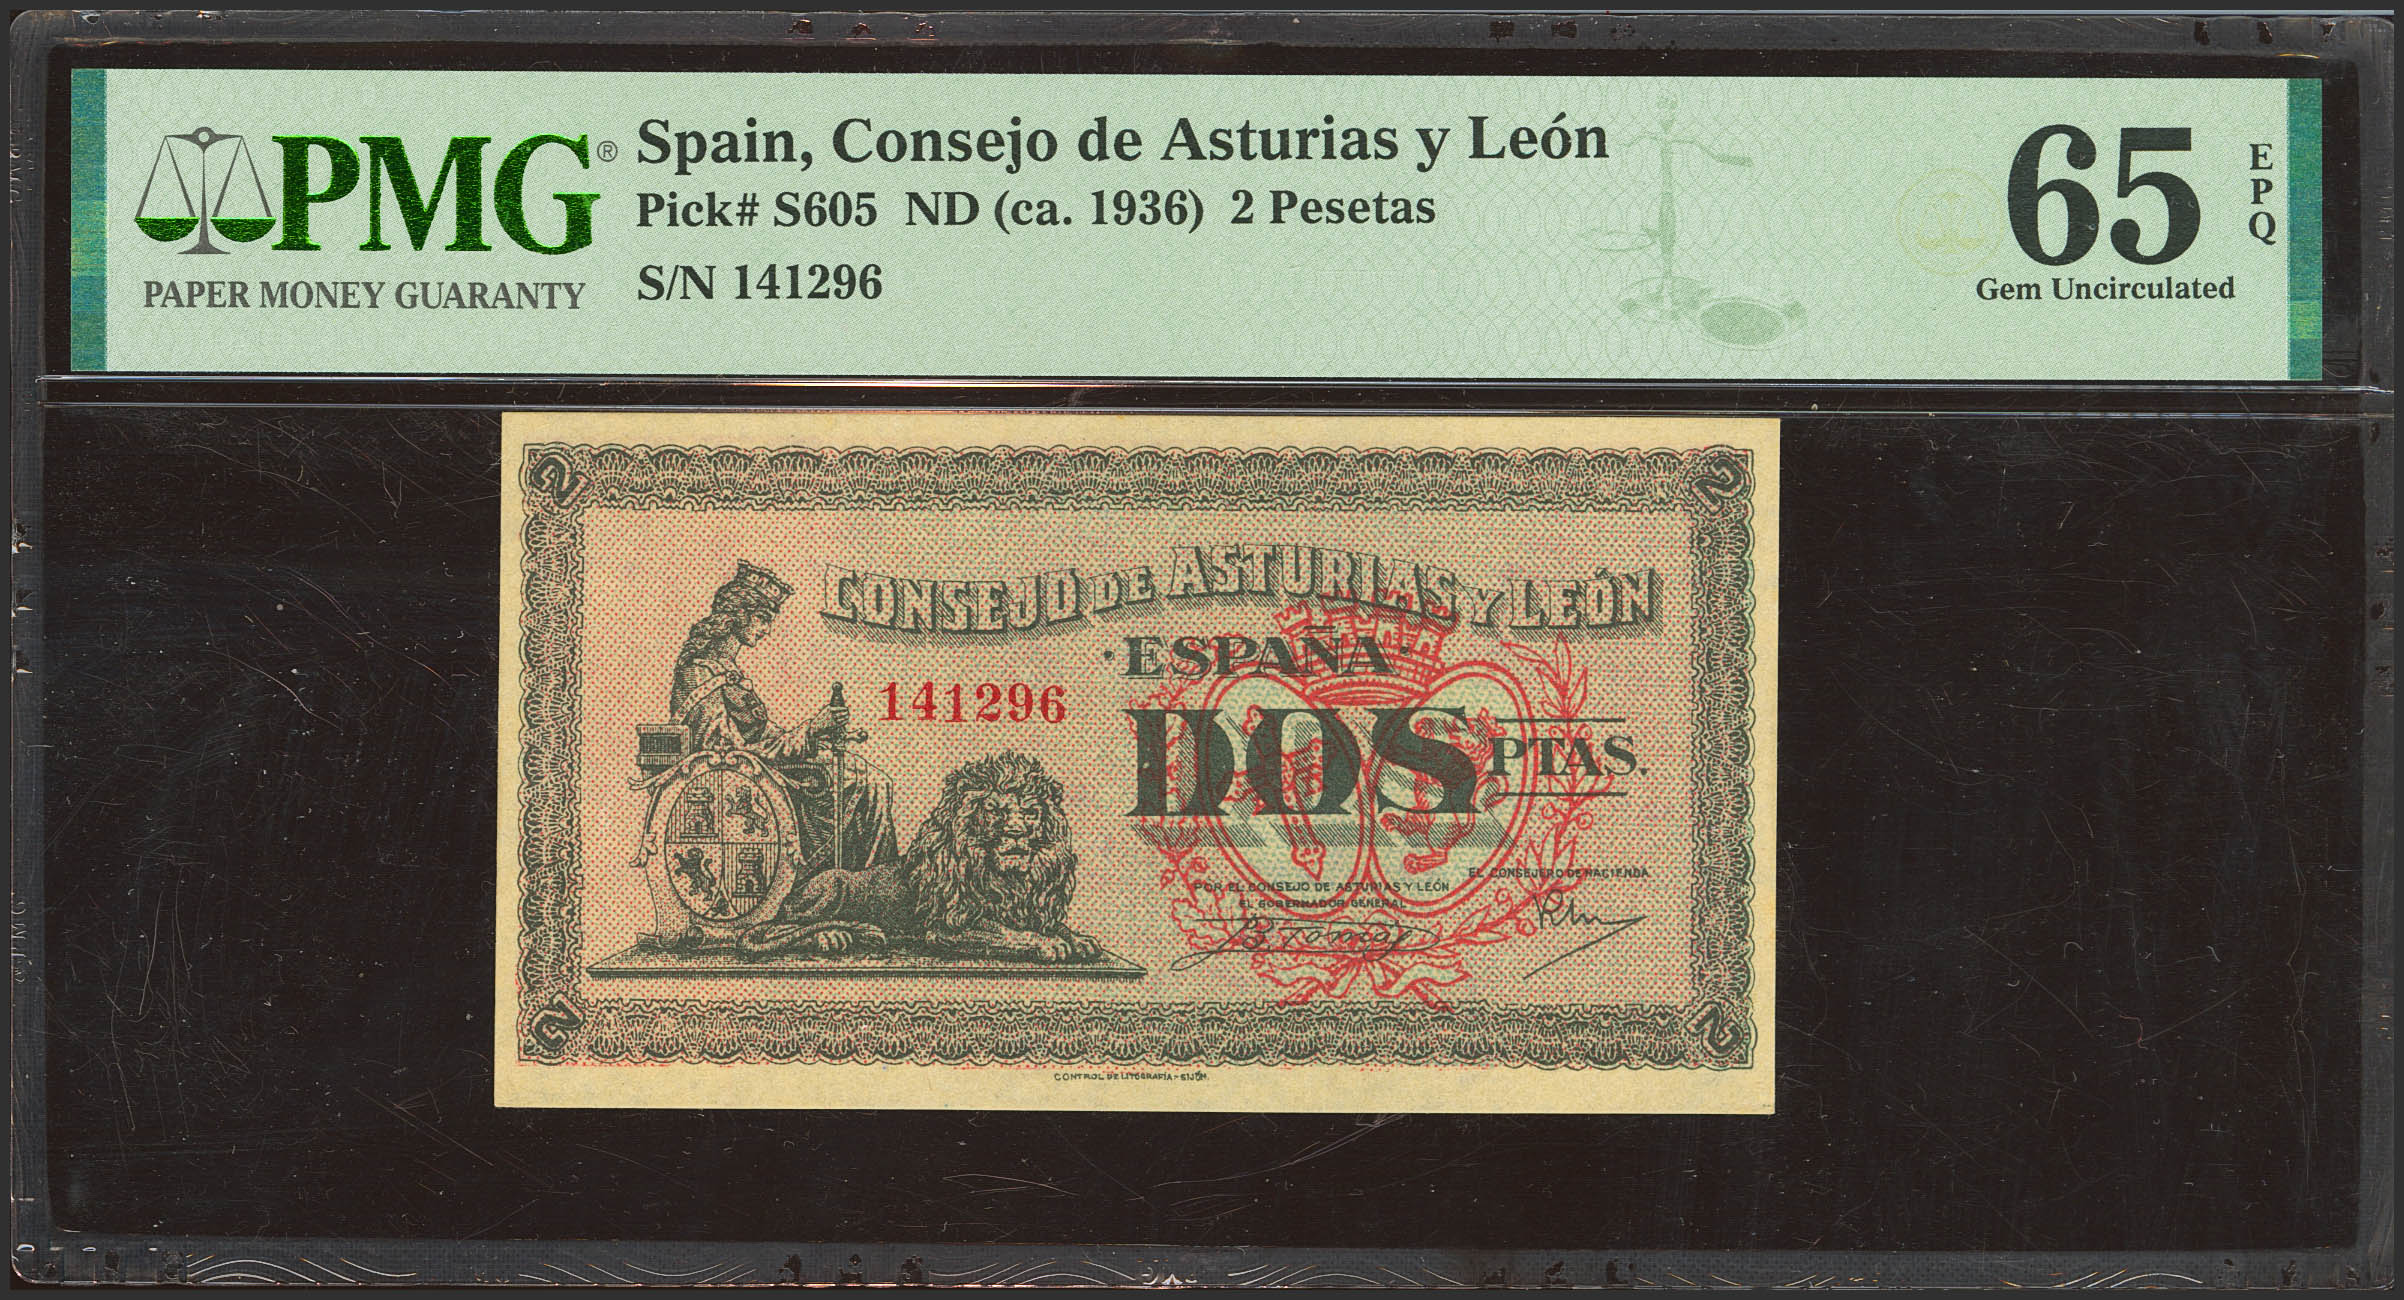 PMG®
PAPER MONEY GUARANTY
Spain, Consejo de Asturias y León
Pick# S605 ND (ca. 1936) 2 Pesetas
S/N 141296
65
EPQ
Gem Uncirculated
2
2
CONSEJO DE ASTURIAS Y LEÓN
·ESPAÑA·
141296
DOS PTAS.
EL CONSEJERO DE HACIENDA
POR EL CONSEJO DE ASTURIAS Y LEÓN
EL GOBERNADOR GENERAL
2
2
CONTROL DE LITOGRAFÍA-GIJÓN.